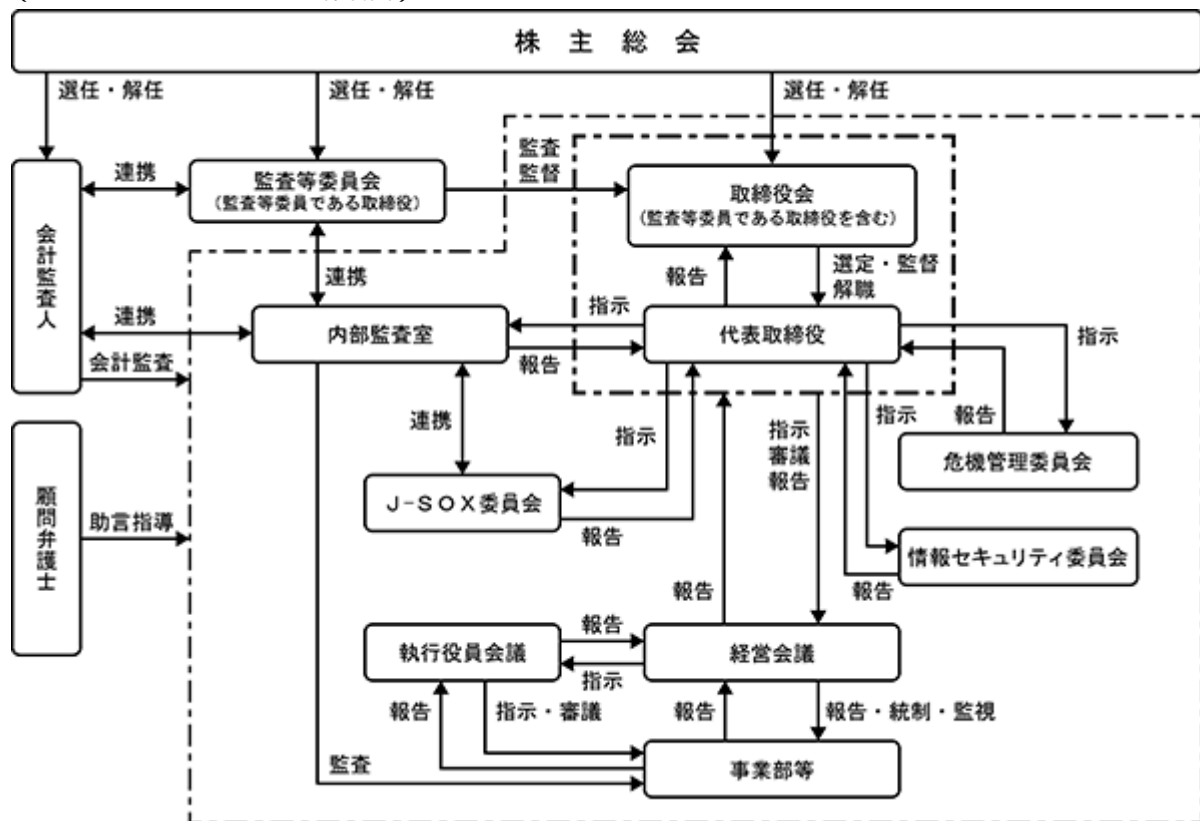 株主総会
選任・解任
選任・解任
選任・解任
会計監査人
連携
監査等委員会
(監査等委員である取締役)
監査
監督
取締役会
(監査等委員である取締役を含む)
連携
報告
選定・監督
解職
連携
内部監査室
指示
報告
代表取締役
指示
会計監査
連携
指示
指示
審議
報告
指示
報告
危機管理委員会
顧問弁護士
助言指導
J-SOX委員会
報告
報告
報告
情報セキュリティ委員会
執行役員会議
報告
指示
経営会議
報告
指示・審議
報告
報告・統制・監視
監査
事業部等